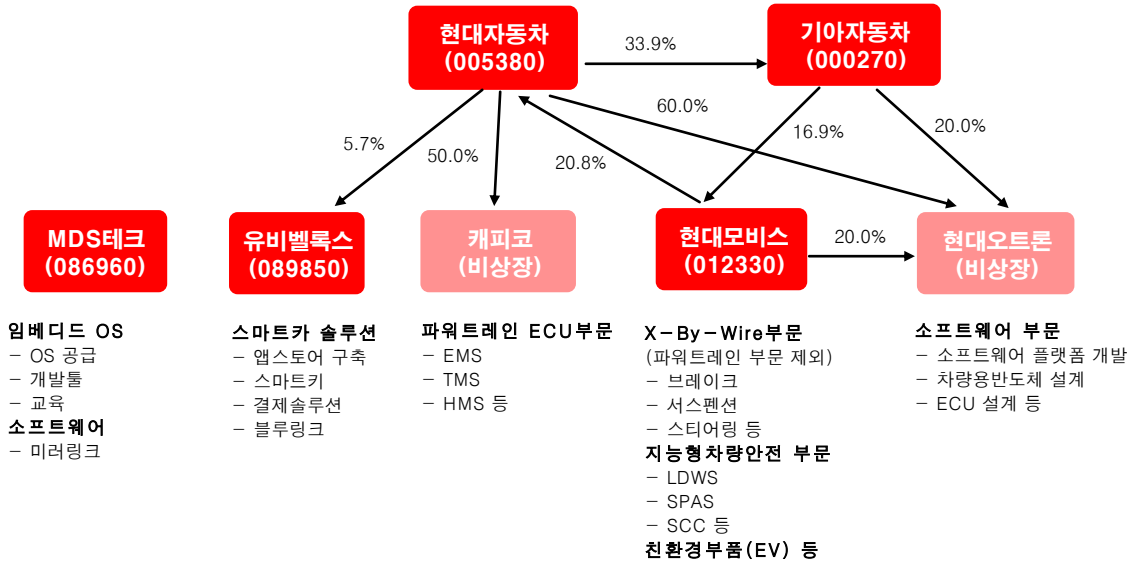 현대자동차
(005380)
33.9%
기아자동차
(000270)
5.7%
50.0%
20.8%
60.0%
16.9%
20.0%
MDS테크
(086960)
유비벨록스
(089850)
캐피코
(비상장)
현대모비스
(012330)
20.0%
현대오트론
(비상장)
임베디드 OS
- OS 공급
- 개발툴
- 교육
소프트웨어
- 미러링크
스마트카 솔루션
- 앱스토어 구축
- 스마트키
- 결제솔루션
- 블루링크
파워트레인 ECU부문
- EMS
- TMS
- HMS 등
X-By-Wire부문
(파워트레인 부문 제외)
- 브레이크
- 서스펜션
- 스티어링 등
지능형차량안전 부문
- LDWS
- SPAS
- SCC 등
친환경부품(EV) 등
소프트웨어 부문
- 소프트웨어 플랫폼 개발
- 차량용반도체 설계
- ECU 설계 등